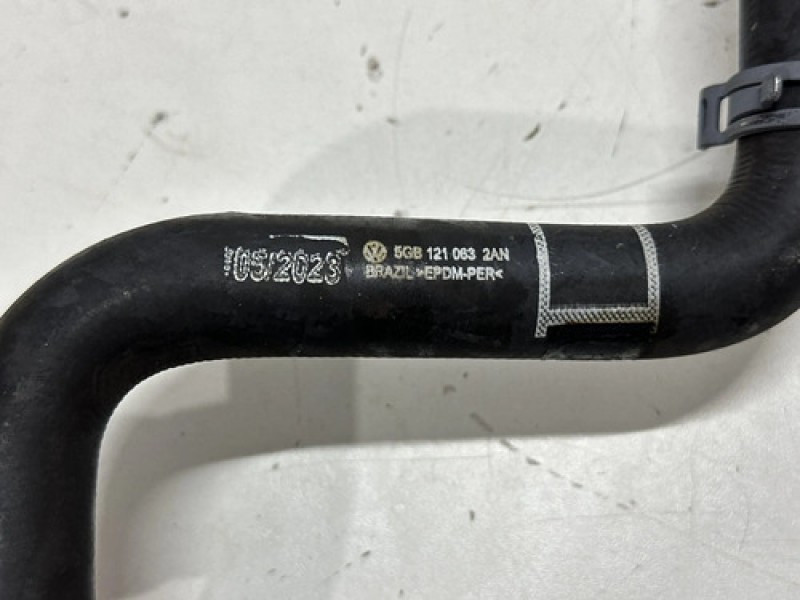 05/2023
5GB 121 063 2AN
BRAZIL >EPDM-PER<